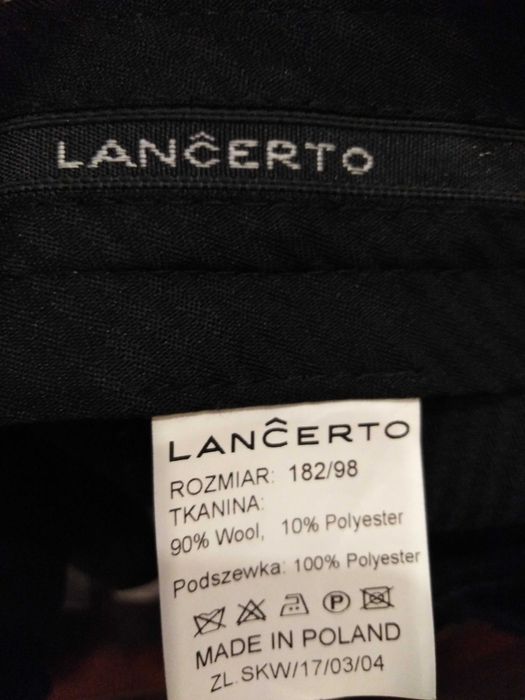 LANĈERTO
LANĈERTO
ROZMIAR: 182/98
TKANINA:
90% Wool, 10% Polyester
Podszewka: 100% Polyester
P
MADE IN POLAND
ZL.SKW/17/03/04